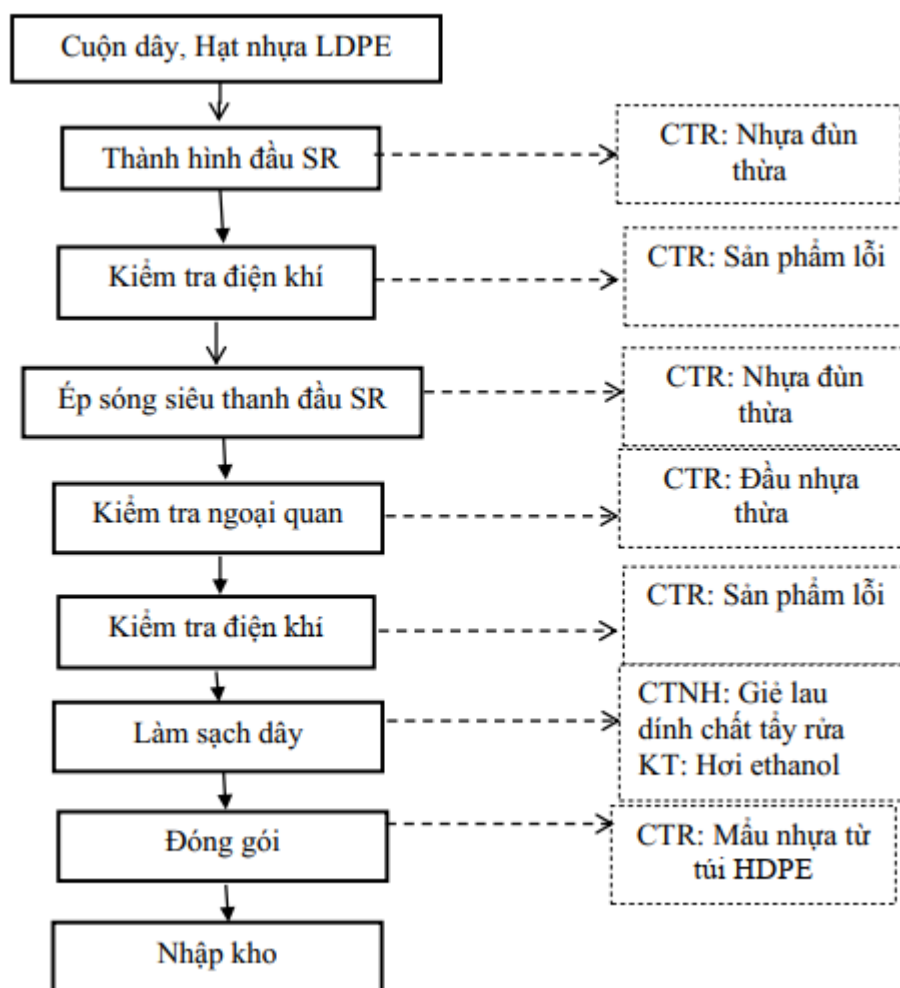 Cuộn dây, Hạt nhựa LDPE
Thành hình đầu SR
CTR: Nhựa đùn
thừa
Kiểm tra điện khí
CTR: Sản phẩm lỗi
Ép sóng siêu thanh đầu SR
CTR: Nhựa đùn
thừa
Kiểm tra ngoại quan
CTR: Đầu nhựa
thừa
Kiểm tra điện khí
CTR: Sản phẩm lỗi
Làm sạch dây
CTNH: Giẻ lau
dính chất tẩy rửa
KT: Hơi ethanol
Đóng gói
CTR: Mẩu nhựa từ
túi HDPE
Nhập kho